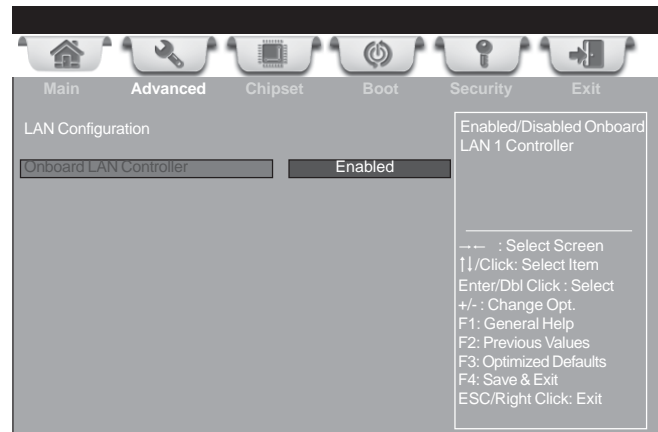 Main Advanced Chipset Boot Security Exit
LAN Configuration
Onboard LAN Controller Enabled
Enabled/Disabled Onboard
LAN 1 Controller
→← : Select Screen
↑↓/Click: Select Item
Enter/Dbl Click : Select
+/- : Change Opt.
F1: General Help
F2: Previous Values
F3: Optimized Defaults
F4: Save & Exit
ESC/Right Click: Exit